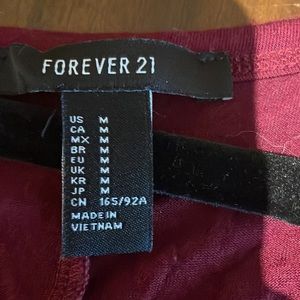 FOREVER 21
US M
CA M
MX M
BR M
EU M
UK M
KR M
JP M
CN 165/92A
MADE IN
VIETNAM